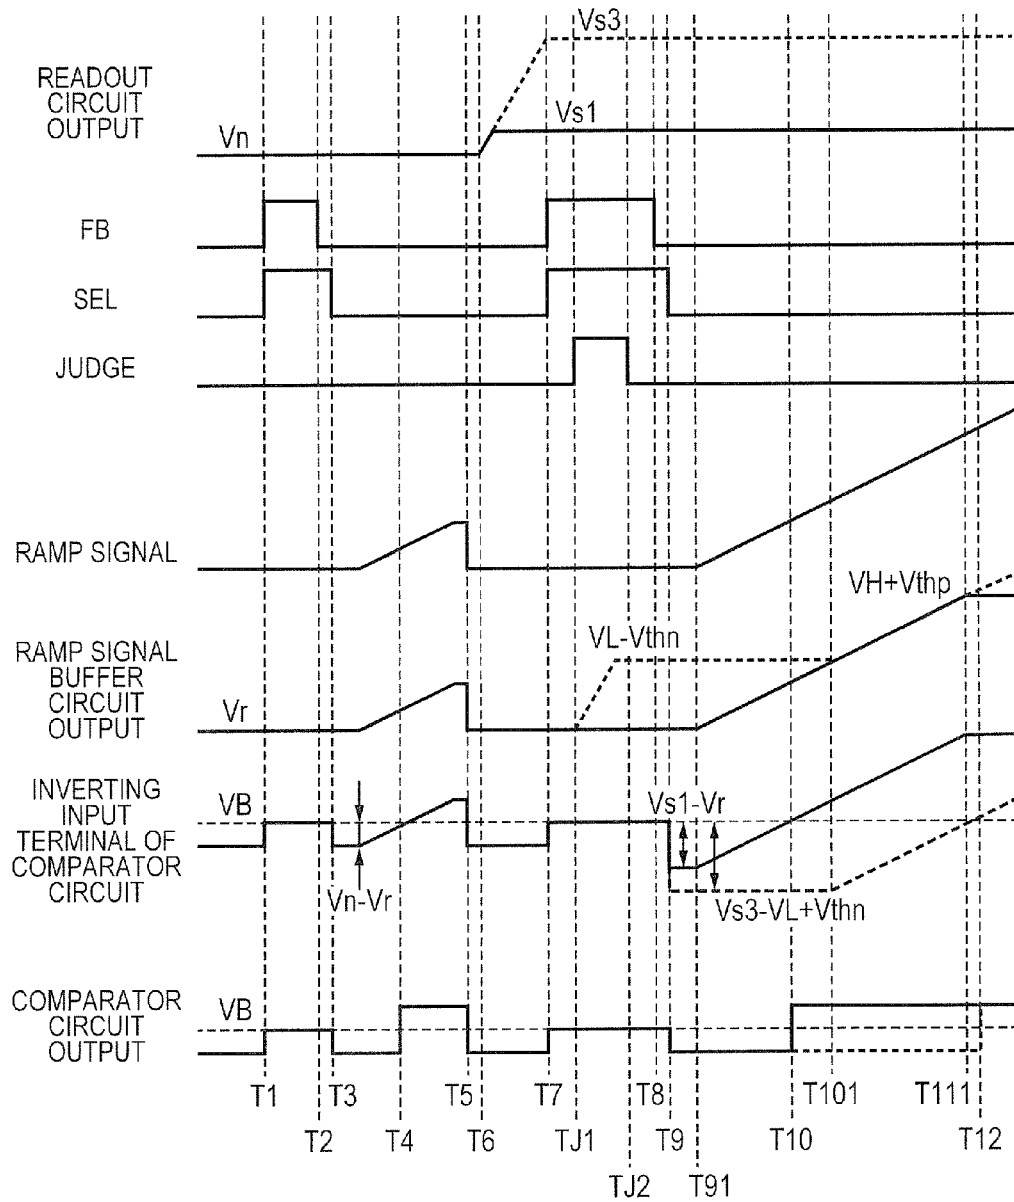 Vs3
READOUT
CIRCUIT
OUTPUT
Vn
Vs1
FB
SEL
JUDGE
RAMP SIGNAL
VH+Vthp
VL-Vthn
RAMP SIGNAL
BUFFER
CIRCUIT
OUTPUT
Vr
INVERTING
INPUT
TERMINAL OF
COMPARATOR
CIRCUIT
VB
Vs1-Vr
Vn-Vr
Vs3-VL+Vthn
COMPARATOR
CIRCUIT
OUTPUT
VB
T1 T3 T5 T7 T8 T101 T111
T2 T4 T6 TJ1 T9 T10 T12
TJ2 T91